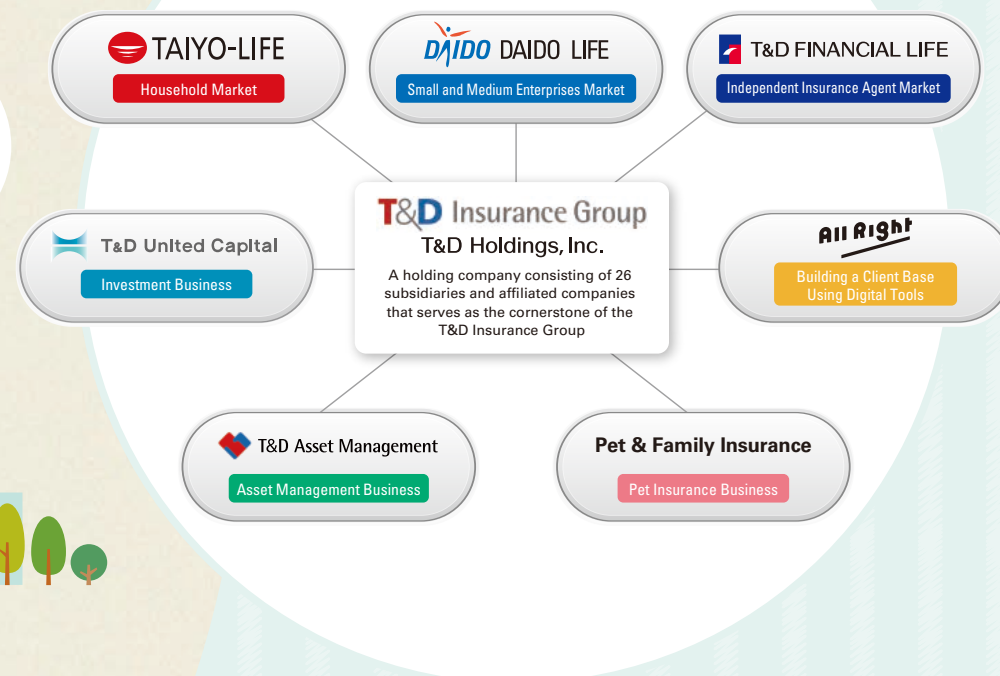 TAIYO-LIFE
Household Market
DAIDO DAIDO LIFE
Small and Medium Enterprises Market
T&D FINANCIAL LIFE
Independent Insurance Agent Market
T&D Insurance Group
T&D Holdings, Inc.
A holding company consisting of 26
subsidiaries and affiliated companies
that serves as the cornerstone of the
T&D Insurance Group
T&D United Capital
Investment Business
All Right
Building a Client Base
Using Digital Tools
T&D Asset Management
Asset Management Business
Pet & Family Insurance
Pet Insurance Business